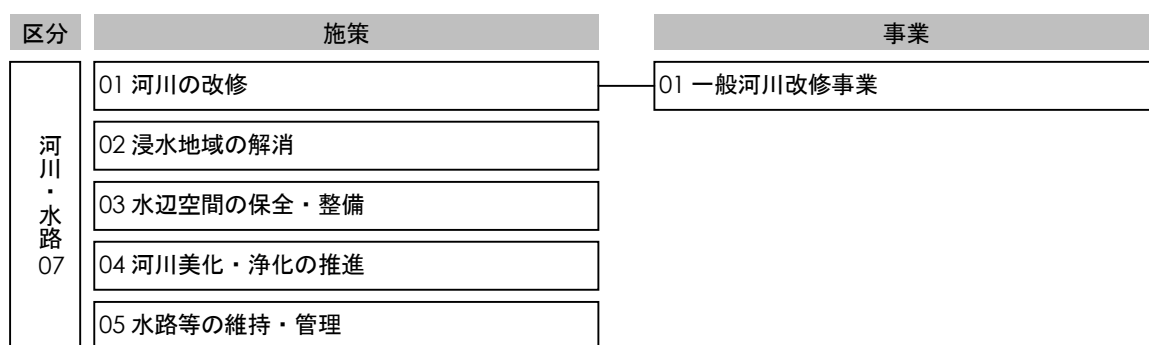 区分
施策
事業
河川・水路
07
01 河川の改修
01 一般河川改修事業
02 浸水地域の解消
03 水辺空間の保全・整備
04 河川美化・浄化の推進
05 水路等の維持・管理